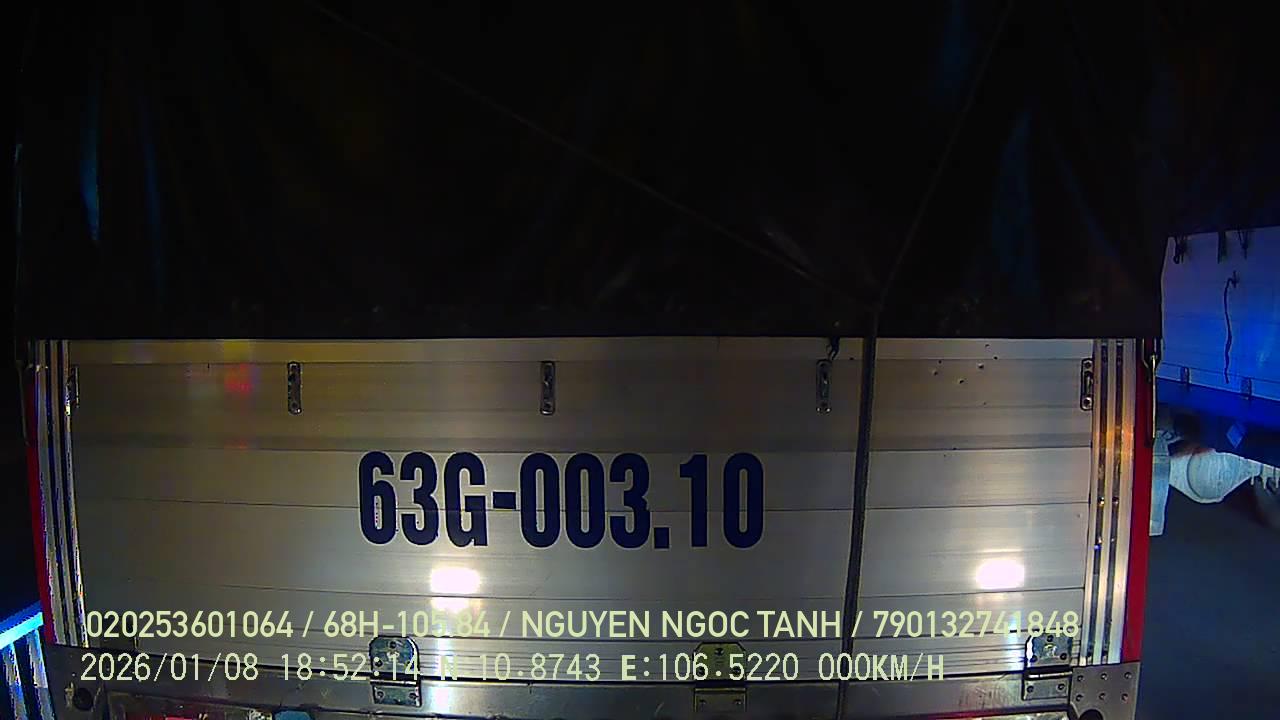 63G-003.10
020253601064 / 68H-105.84 / NGUYEN NGOC TANH / 790132741848
2026/01/08 18:52:14 N:10.8743 E:106.5220 000KM/H